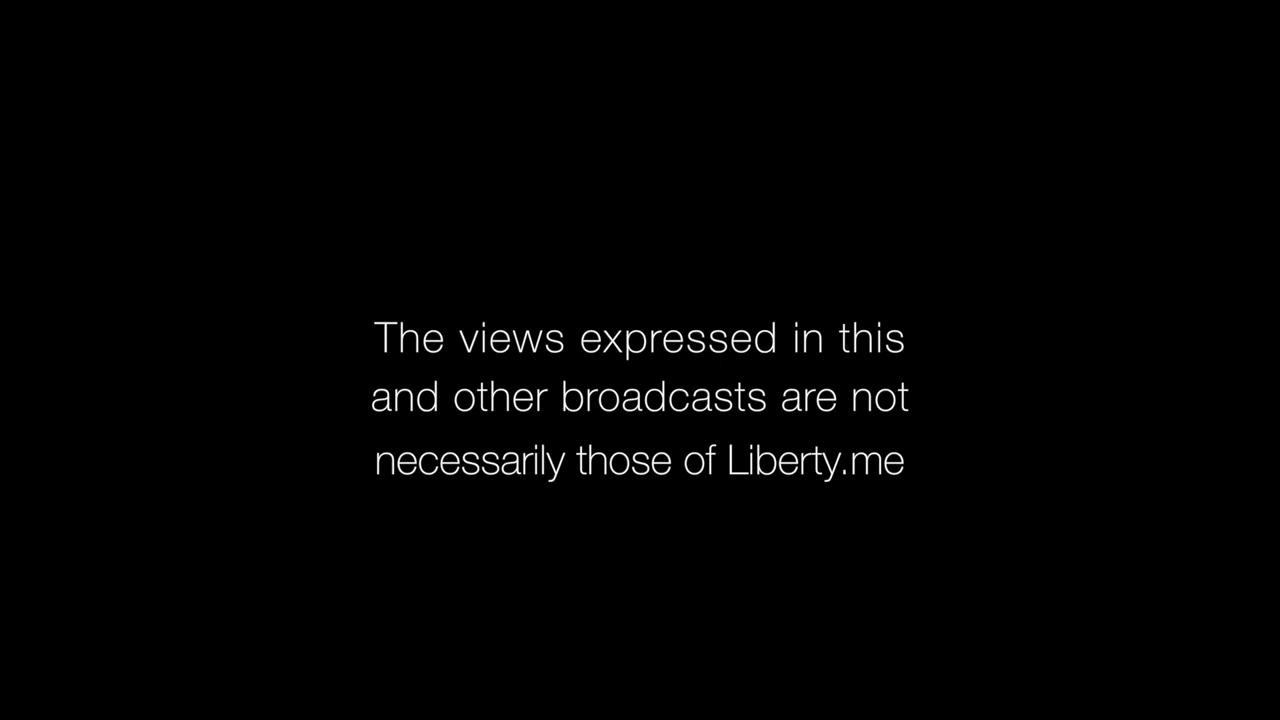 The views expressed in this
and other broadcasts are not
necessarily those of Liberty.me